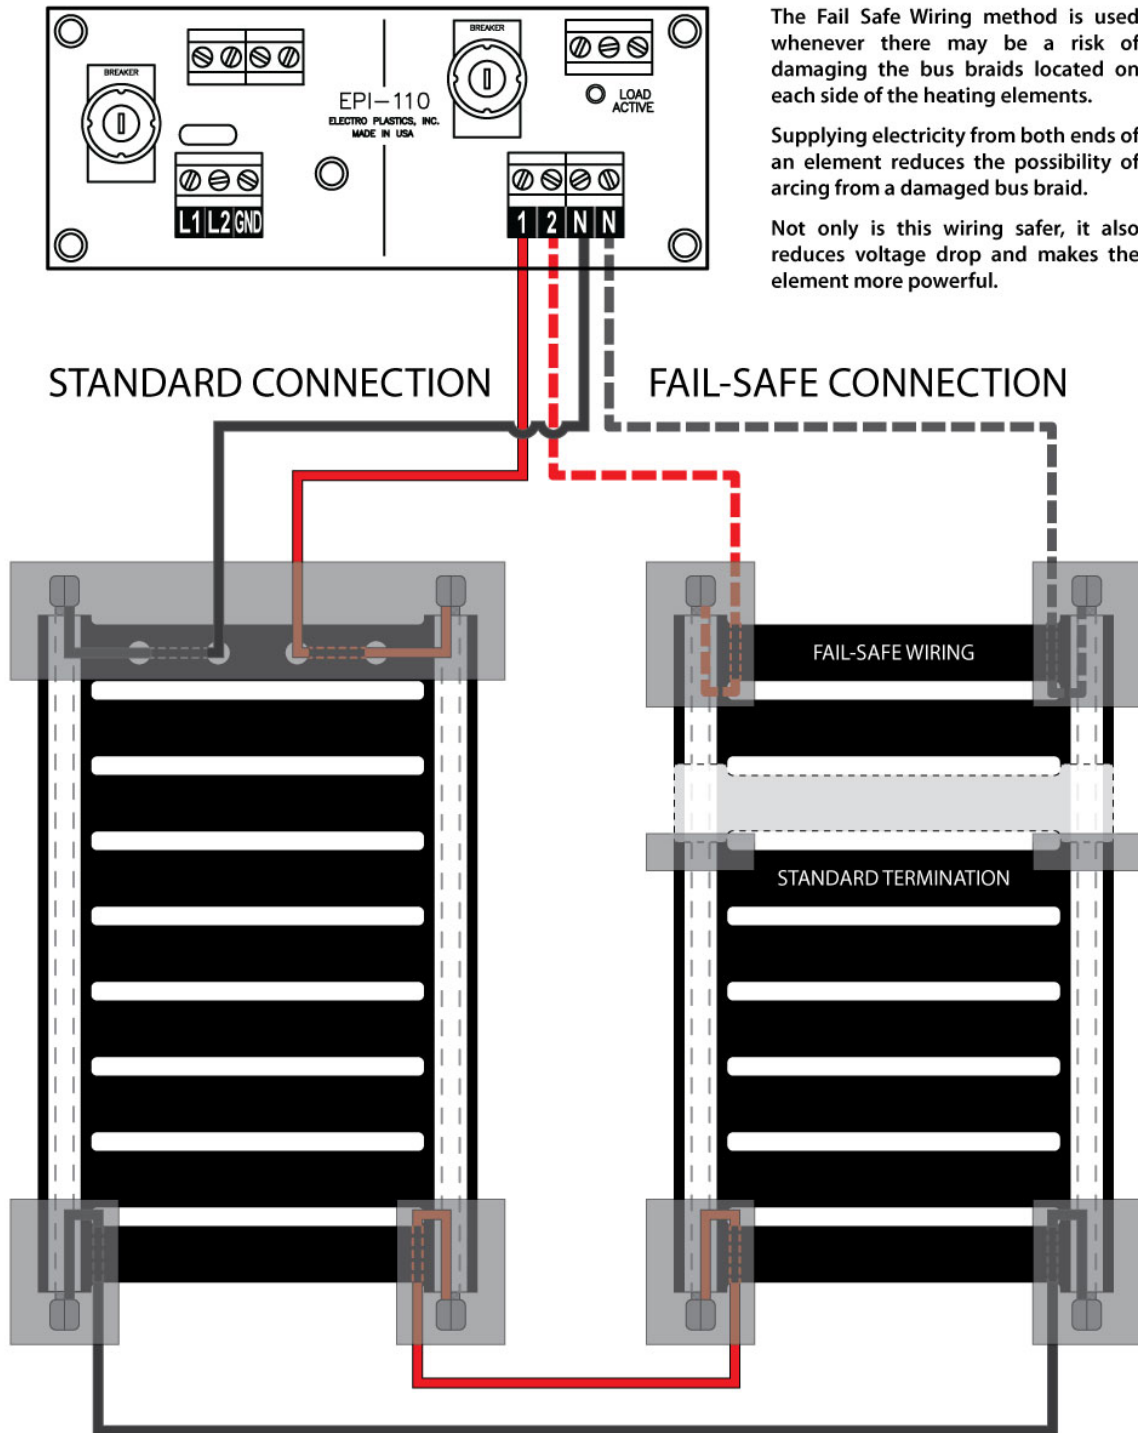 BREAKER
EPI-110
ELECTRO PLASTICS, INC.
MADE IN USA
BREAKER
LOAD
ACTIVE
L1 L2 GND
1 2 N N
The Fail Safe Wiring method is used
whenever there may be a risk of
damaging the bus braids located on
each side of the heating elements.
Supplying electricity from both ends of
an element reduces the possibility of
arcing from a damaged bus braid.
Not only is this wiring safer, it also
reduces voltage drop and makes the
element more powerful.
STANDARD CONNECTION
FAIL-SAFE CONNECTION
FAIL-SAFE WIRING
STANDARD TERMINATION